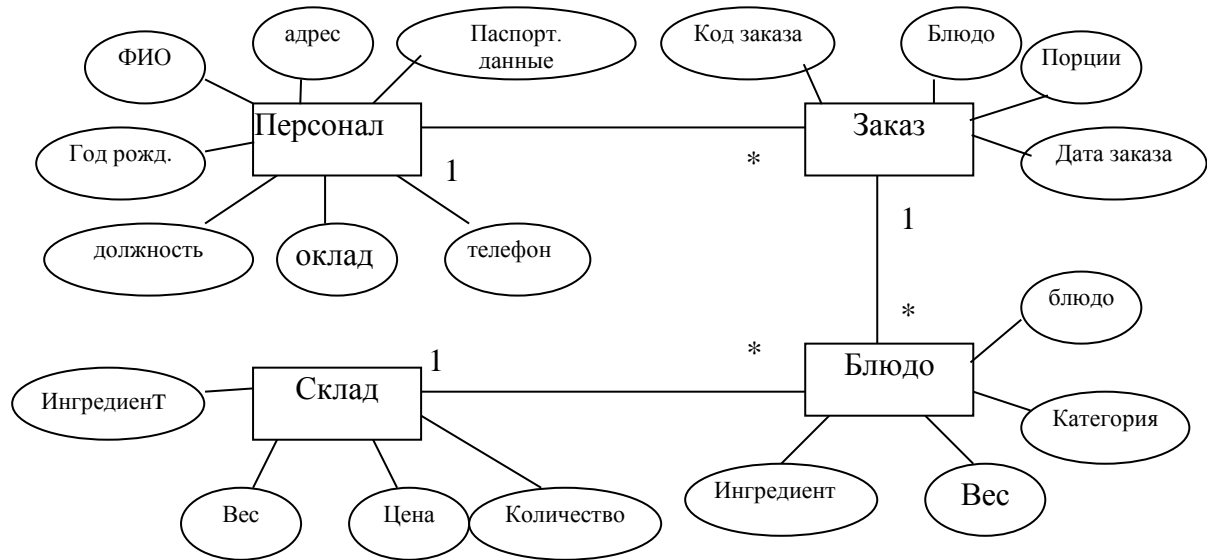 адрес
Паспорт.
данные
Код заказа
Блюдо
ФИО
Порции
Персонал
Заказ
Год рожд.
1
*
Дата заказа
должность
оклад
телефон
1
*
блюдо
1
*
Блюдо
Склад
Ингредиент
Категория
Ингредиент
Вес
Вес
Цена
Количество